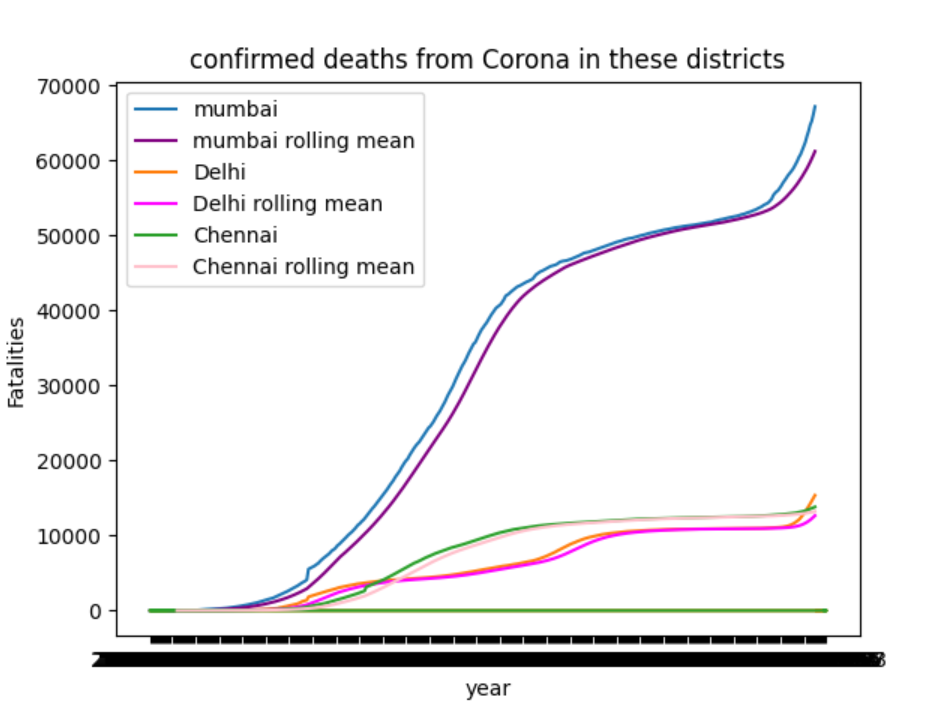 confirmed deaths from Corona in these districts
70000
60000
50000
40000
30000
20000
10000
0
Fatalities
mumbai
mumbai rolling mean
Delhi
Delhi rolling mean
Chennai
Chennai rolling mean
year